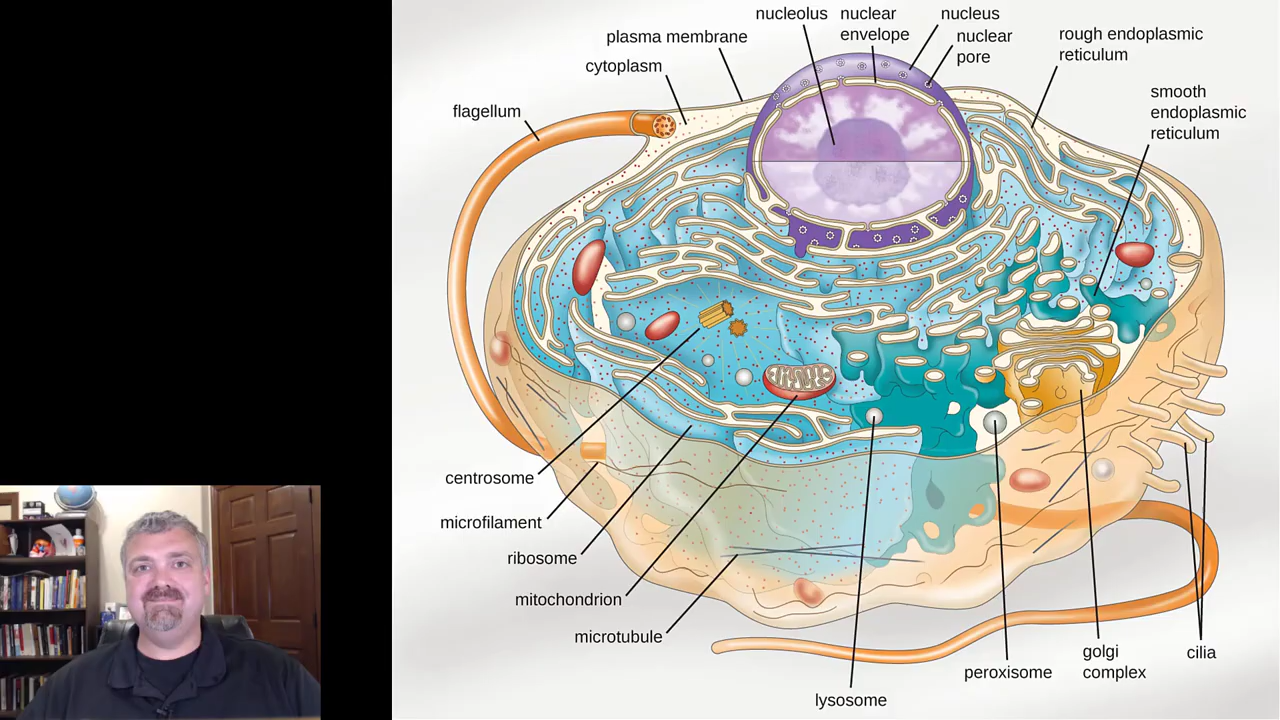 nucleolus
nuclear
envelope
nucleus
nuclear
pore
plasma membrane
cytoplasm
rough endoplasmic
reticulum
smooth
endoplasmic
reticulum
flagellum
centrosome
microfilament
ribosome
mitochondrion
microtubule
lysosome
peroxisome
golgi
complex
cilia